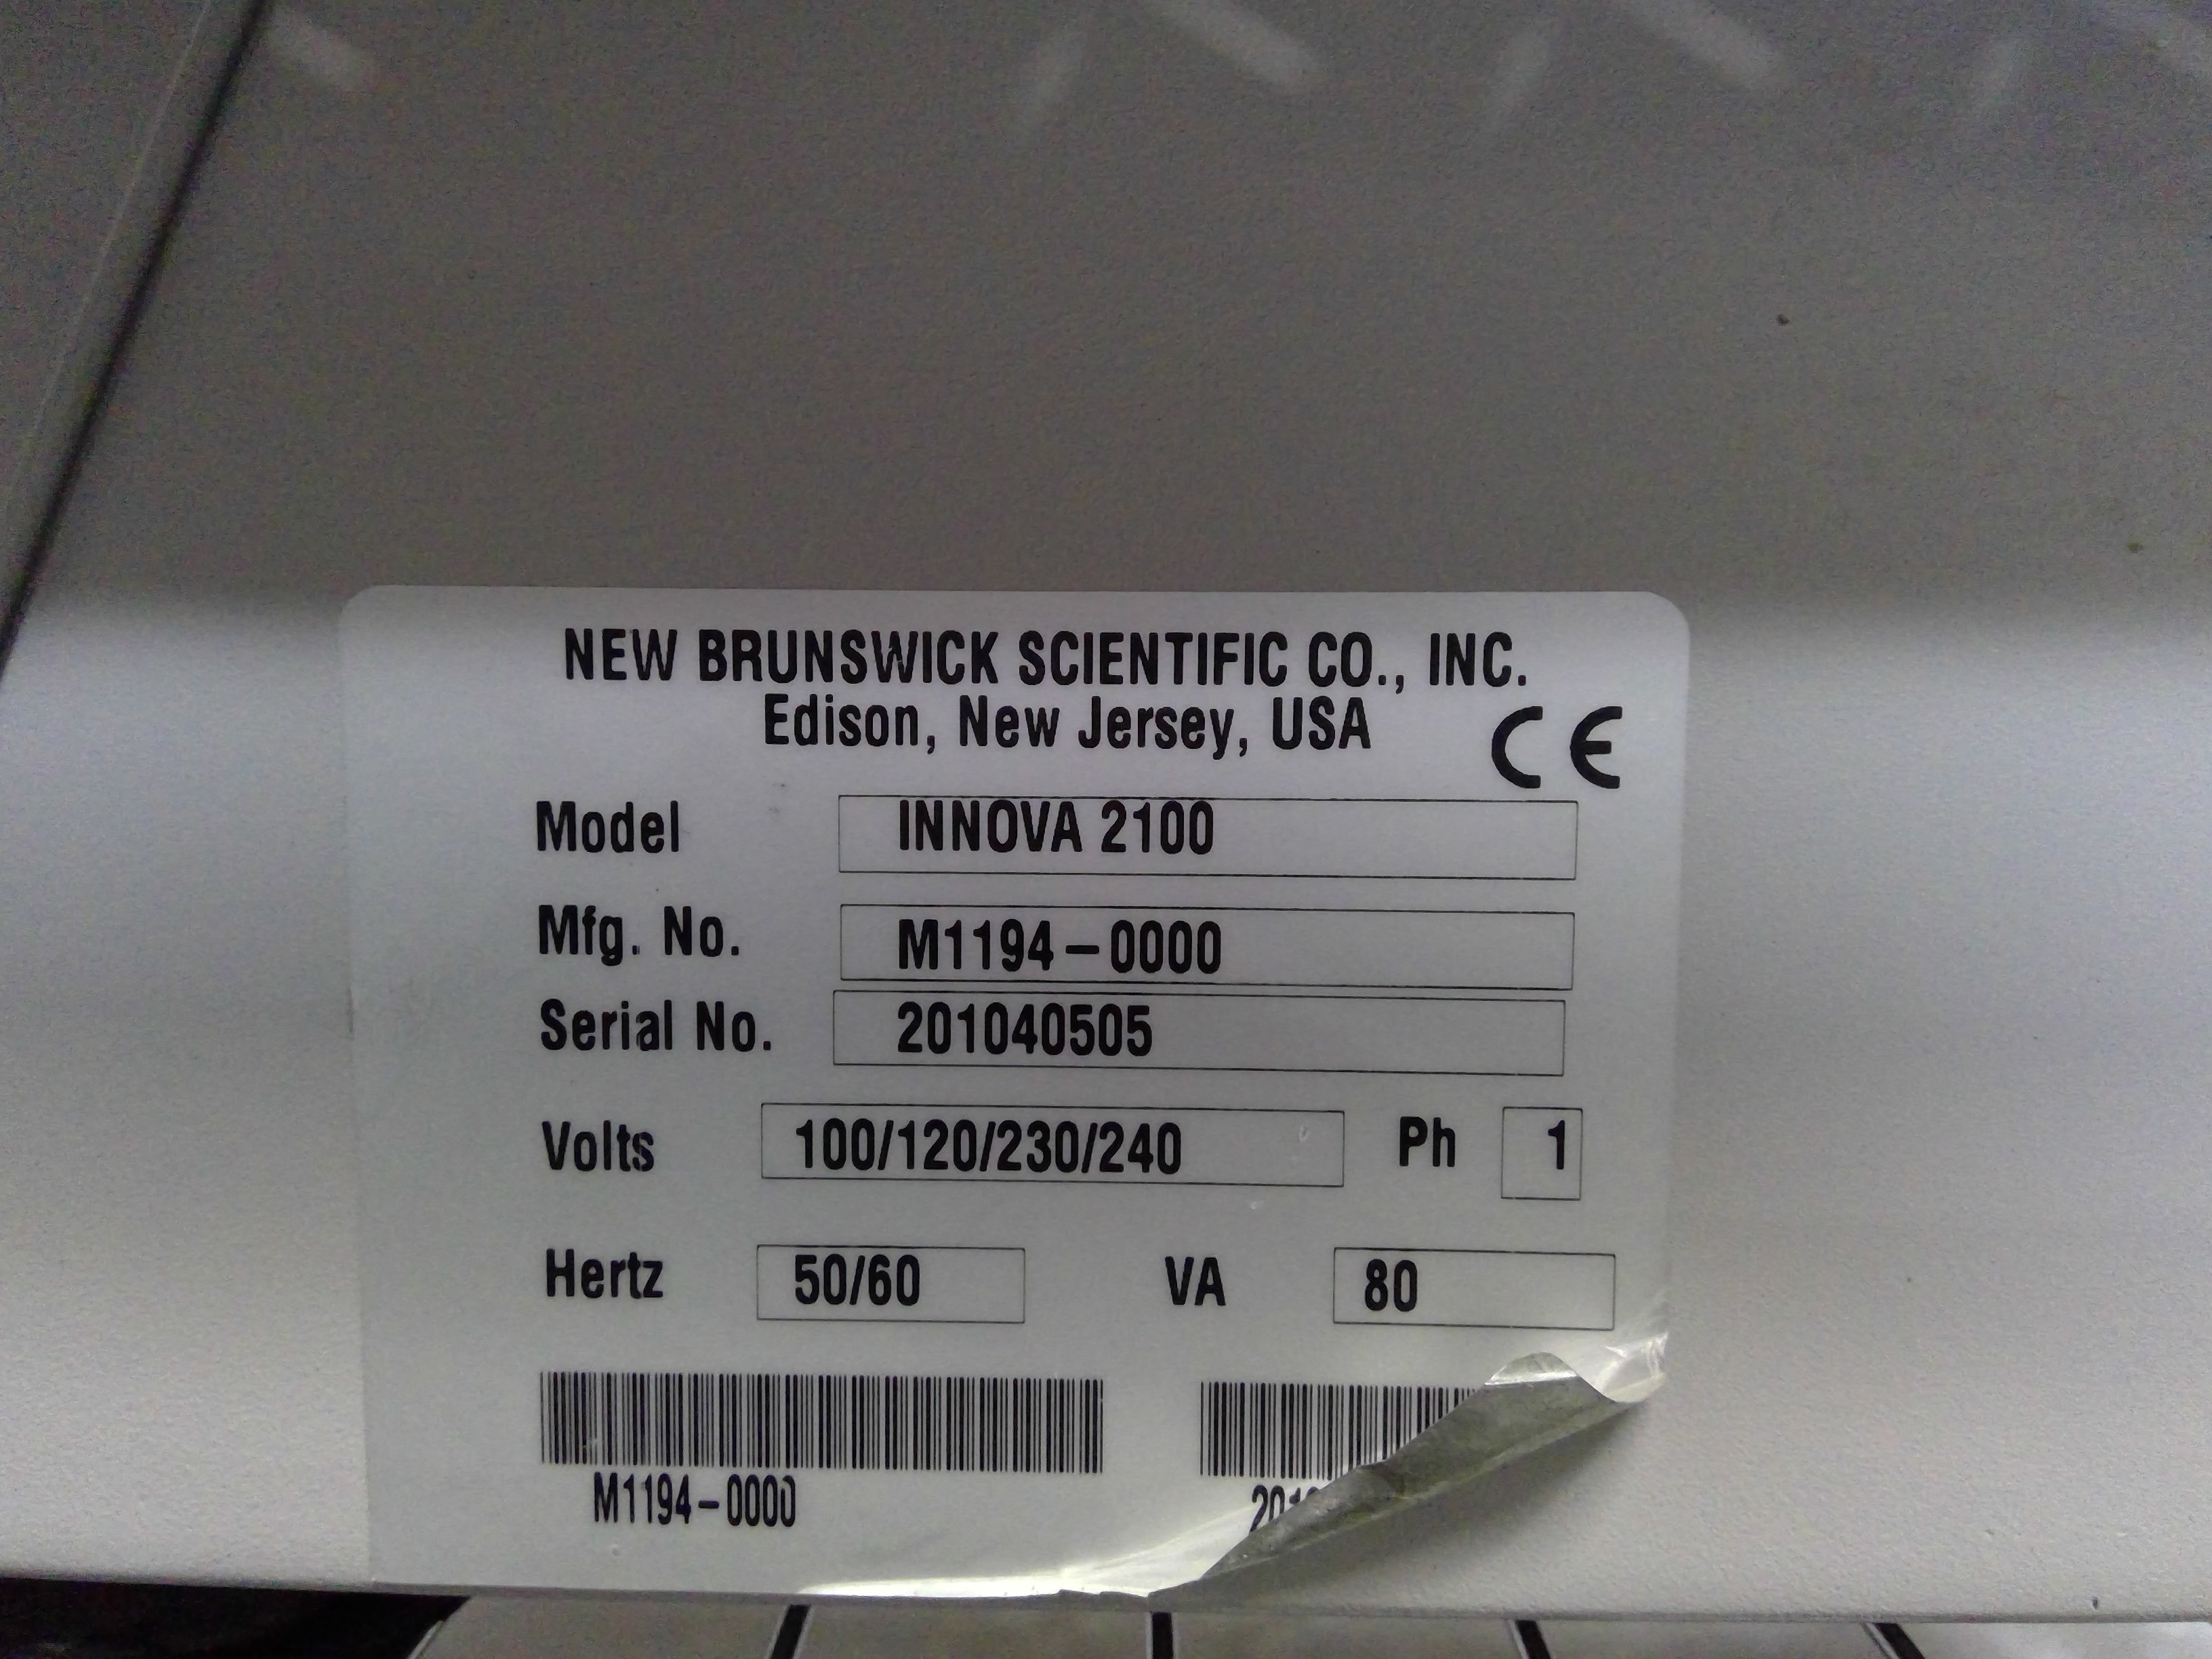 NEW BRUNSWICK SCIENTIFIC CO., INC.
Edison, New Jersey, USA CE
Model INNOVA 2100
Mfg. No. M1194-0000
Serial No. 201040505
Volts 100/120/230/240 Ph 1
Hertz 50/60 VA 80
M1194-0000